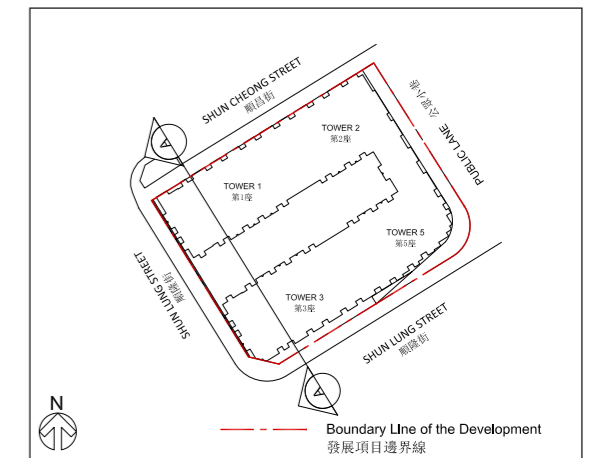 SHUN CHEONG STREET
順昌街
PUBLIC LANE 公眾小巷
A
TOWER 2
第2座
TOWER 1
第1座
TOWER 5
第5座
SHUN LUNG STREET
順隆街
TOWER 3
第3座
SHUN LUNG STREET
順隆街
A
N
Boundary Line of the Development
發展項目邊界線